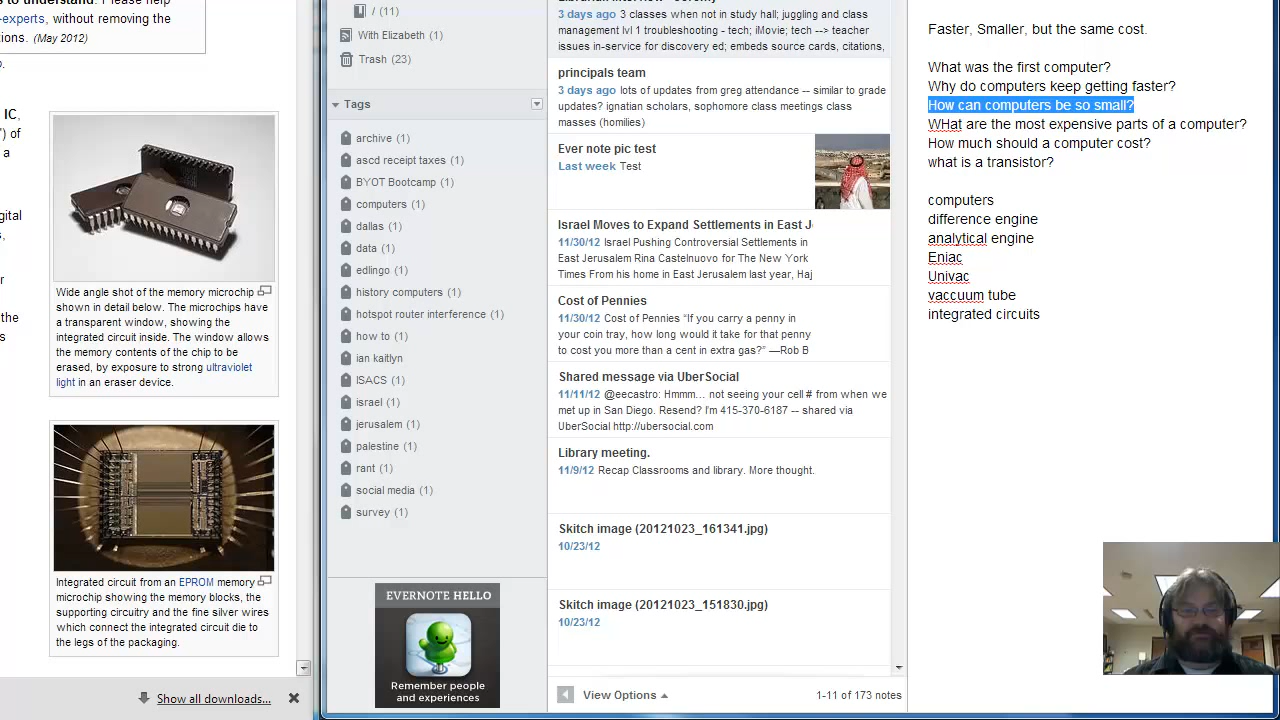 -experts, without removing the
tions. (May 2012)
IC,
") of
a
gital
s,
r
the
s
Wide angle shot of the memory microchip
shown in detail below. The microchips have
a transparent window, showing the
integrated circuit inside. The window allows
the memory contents of the chip to be
erased, by exposure to strong ultraviolet
light in an eraser device.
Integrated circuit from an EPROM memory
microchip showing the memory blocks, the
supporting circuitry and the fine silver wires
which connect the integrated circuit die to
the legs of the packaging.
Show all downloads...
/ (11)
With Elizabeth (1)
Trash (23)
Tags
archive (1)
ascd receipt taxes (1)
BYOT Bootcamp (1)
computers (1)
dallas (1)
data (1)
edlingo (1)
history computers (1)
hotspot router interference (1)
how to (1)
ian kaitlyn
ISACS (1)
israel (1)
jerusalem (1)
palestine (1)
rant (1)
social media (1)
survey (1)
EVERNOTE HELLO
Remember people
and experiences
3 days ago 3 classes when not in study hall; juggling and class
management lvl 1 troubleshooting - tech; iMovie; tech --> teacher
issues in-service for discovery ed; embeds source cards, citations,
principals team
3 days ago lots of updates from greg attendance -- similar to grade
updates? ignatian scholars, sophomore class meetings class
masses (homilies)
Ever note pic test
Last week Test
Israel Moves to Expand Settlements in East J
11/30/12 Israel Pushing Controversial Settlements in
East Jerusalem Rina Castelnuovo for The New York
Times From his home in East Jerusalem last year, Haj
Cost of Pennies
11/30/12 Cost of Pennies “If you carry a penny in
your coin tray, how long would it take for that penny
to cost you more than a cent in extra gas?” —Rob B
Shared message via UberSocial
11/11/12 @eecastro: Hmmm... not seeing your cell # from when we
met up in San Diego. Resend? I'm 415-370-6187 -- shared via
UberSocial http://ubersocial.com
Library meeting.
11/9/12 Recap Classrooms and library. More thought.
Skitch image (20121023_161341.jpg)
10/23/12
Skitch image (20121023_151830.jpg)
10/23/12
View Options
1-11 of 173 notes
Faster, Smaller, but the same cost.
What was the first computer?
Why do computers keep getting faster?
How can computers be so small?
WHat are the most expensive parts of a computer?
How much should a computer cost?
what is a transistor?
computers
difference engine
analytical engine
Eniac
Univac
vaccuum tube
integrated circuits